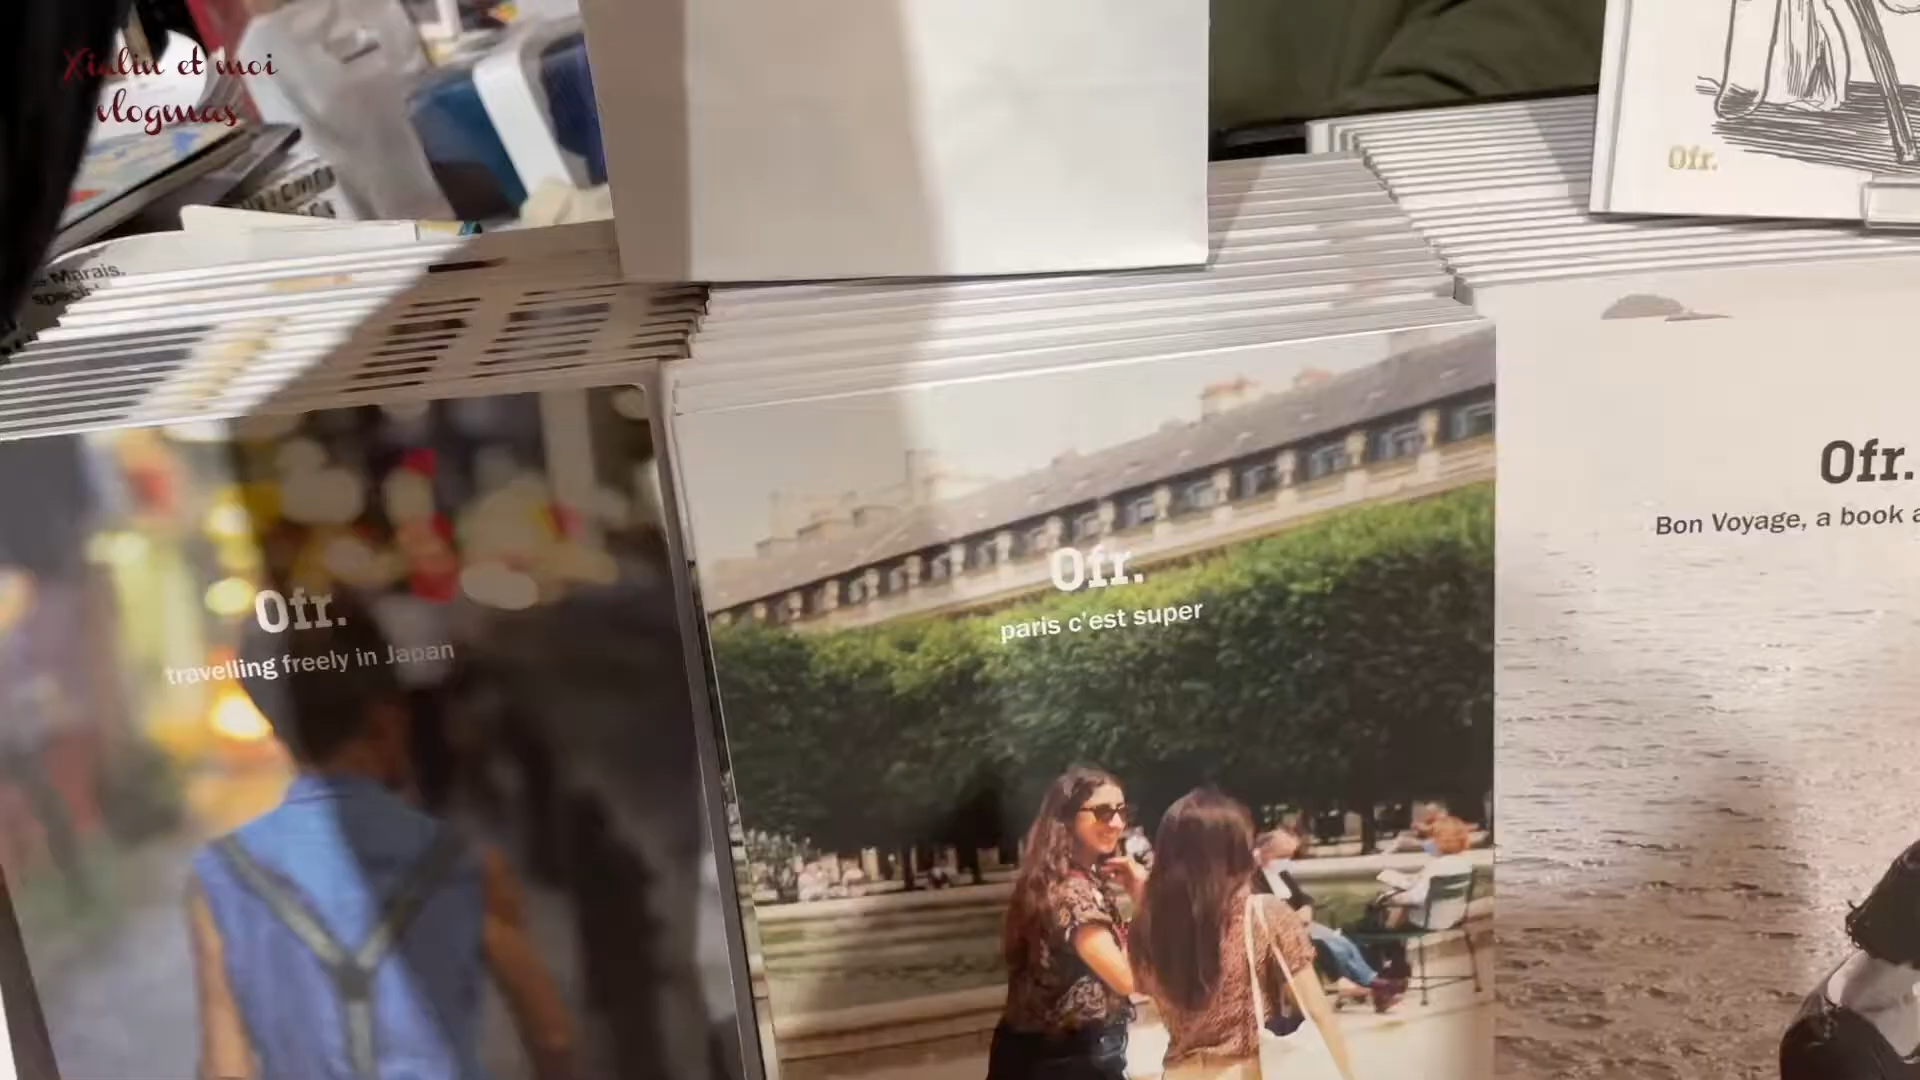 Xinlin et moi
vlogmas
Marais.
Ofr.
Ofr.
travelling freely in Japan
Ofr.
paris c'est super
Ofr.
Bon Voyage, a book a